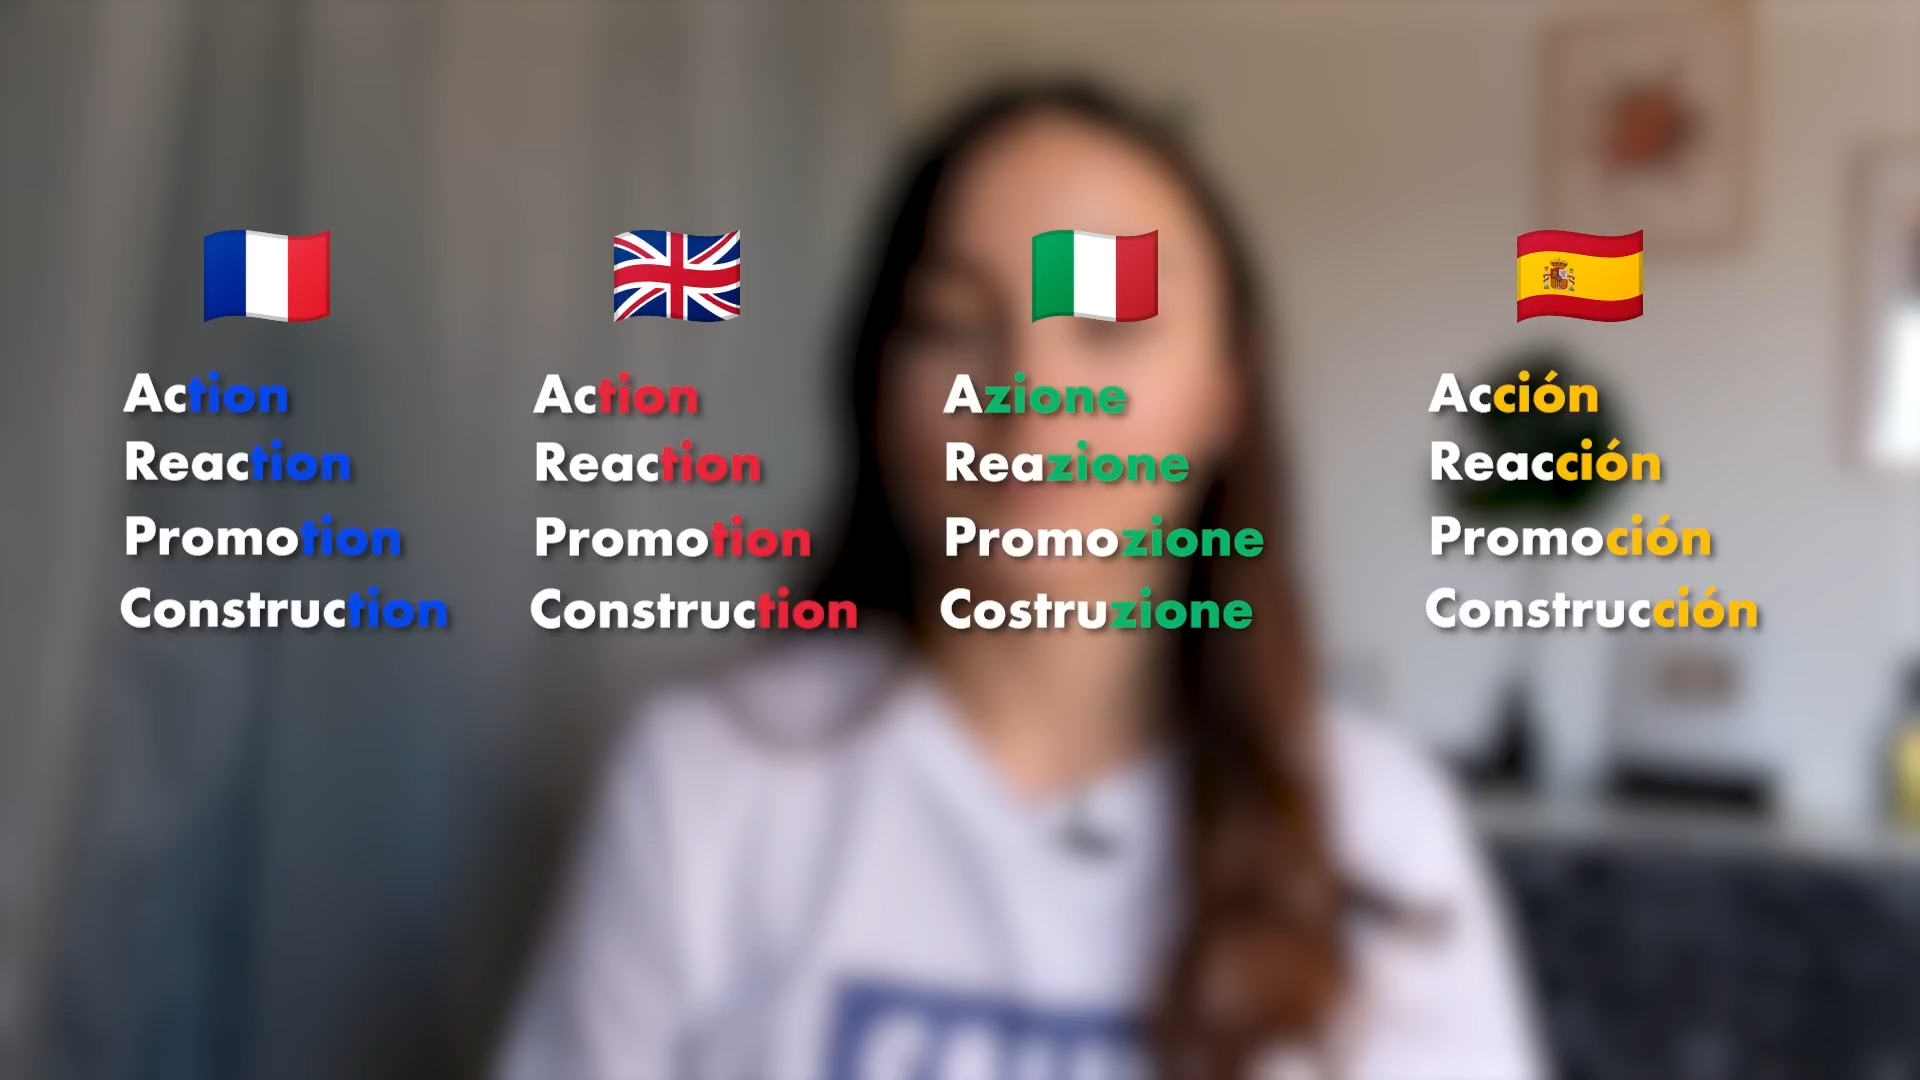 Action
Reaction
Promotion
Construction
Action
Reaction
Promotion
Construction
Azione
Reazione
Promozione
Costruzione
Acción
Reacción
Promoción
Construcción